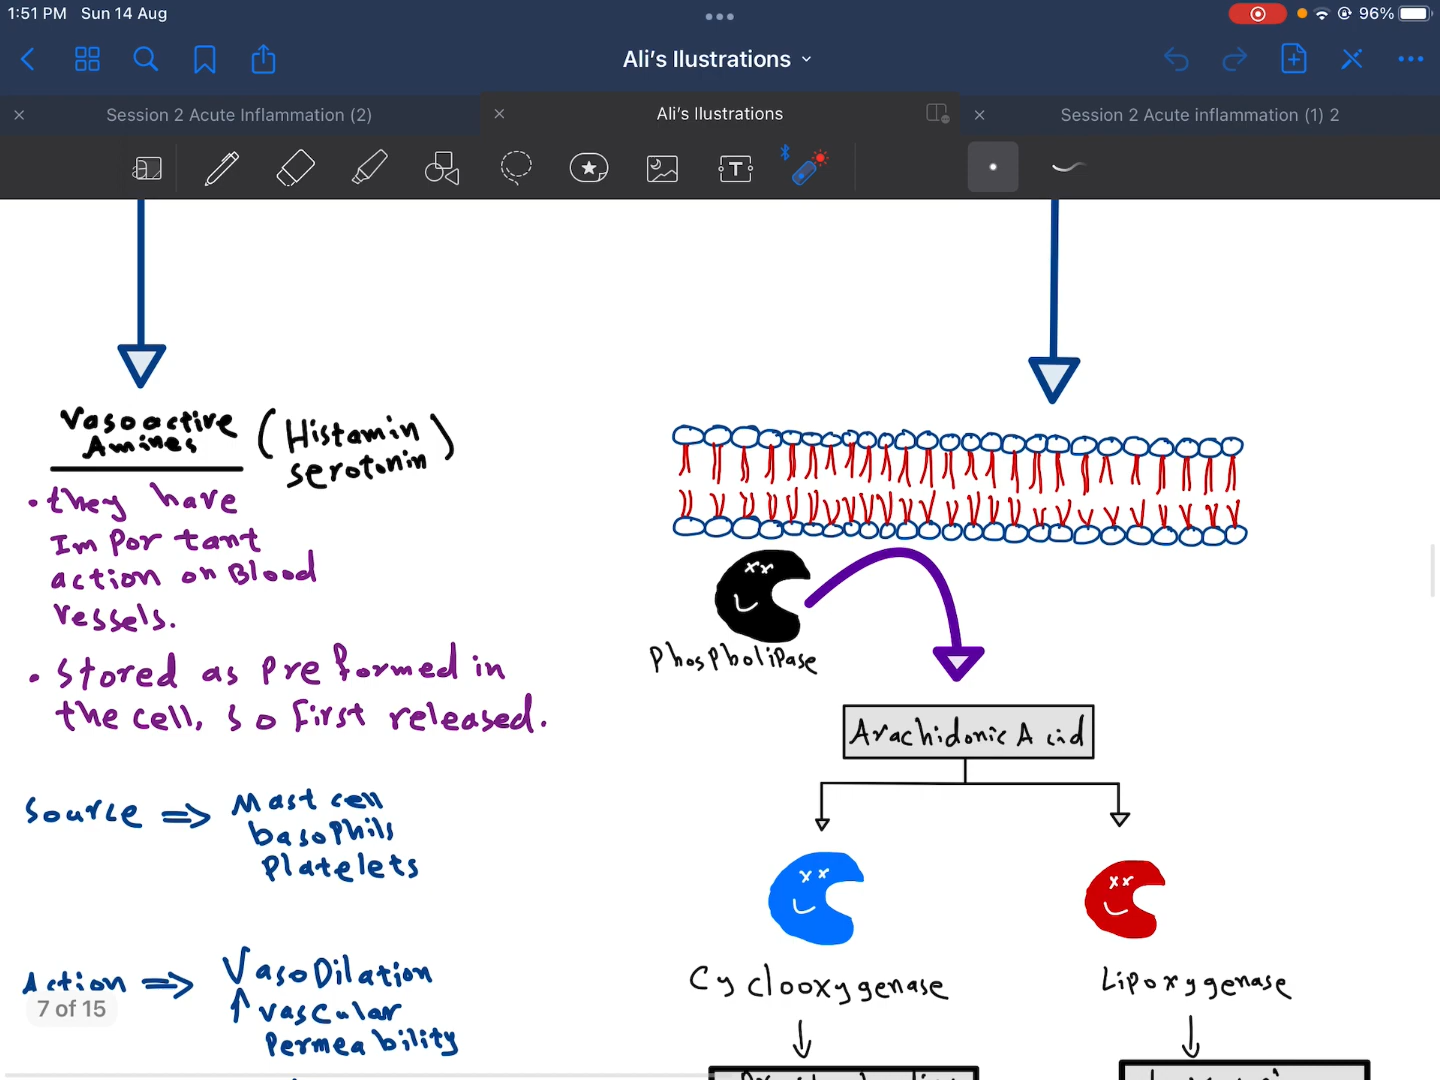 1:51 PM Sun 14 Aug
96%
Ali's Ilustrations
Session 2 Acute Inflammation (2)
Ali's Ilustrations
Session 2 Acute inflammation (1) 2
Vasoactive
Amines
(Histamin
serotonin)
• they have
Important
action on Blood
vessels.
• Stored as preformed in
the cell, so first released.
Source ⇒ Mast cell
basophils
Platelets
Action ⇒ VasoDilation
↑ vascular
Permeability
7 of 15
Phospholipase
Arachidonic Acid
Cyclooxygenase
Lipoxygenase